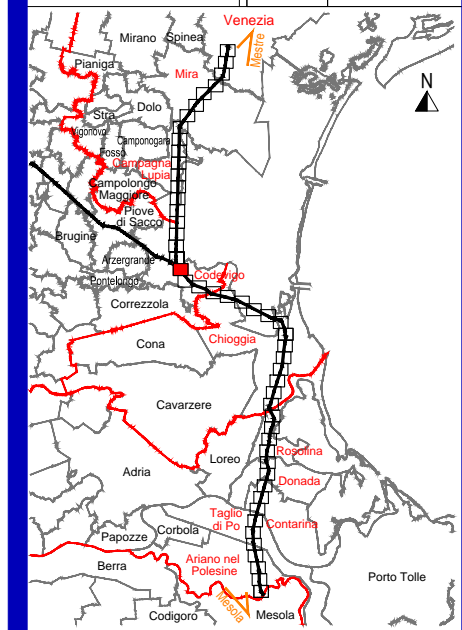 Venezia
Mirano
Spinea
Mestre
Pianiga
Mira
N
Stra
Dolo
Vigonovo
Camponogara
Fosso
Campagna
Lupia
Campolongo
Maggiore
Piove
di Sacco
Brugine
Arzergrande
Codevigo
Pontelongo
Correzzola
Chioggia
Cona
Cavarzere
Rosolina
Loreo
Adria
Donada
Taglio
di Po
Contarina
Corbola
Papozze
Ariano nel
Polesine
Berra
Porto Tolle
Mesola
Mesola
Codigoro